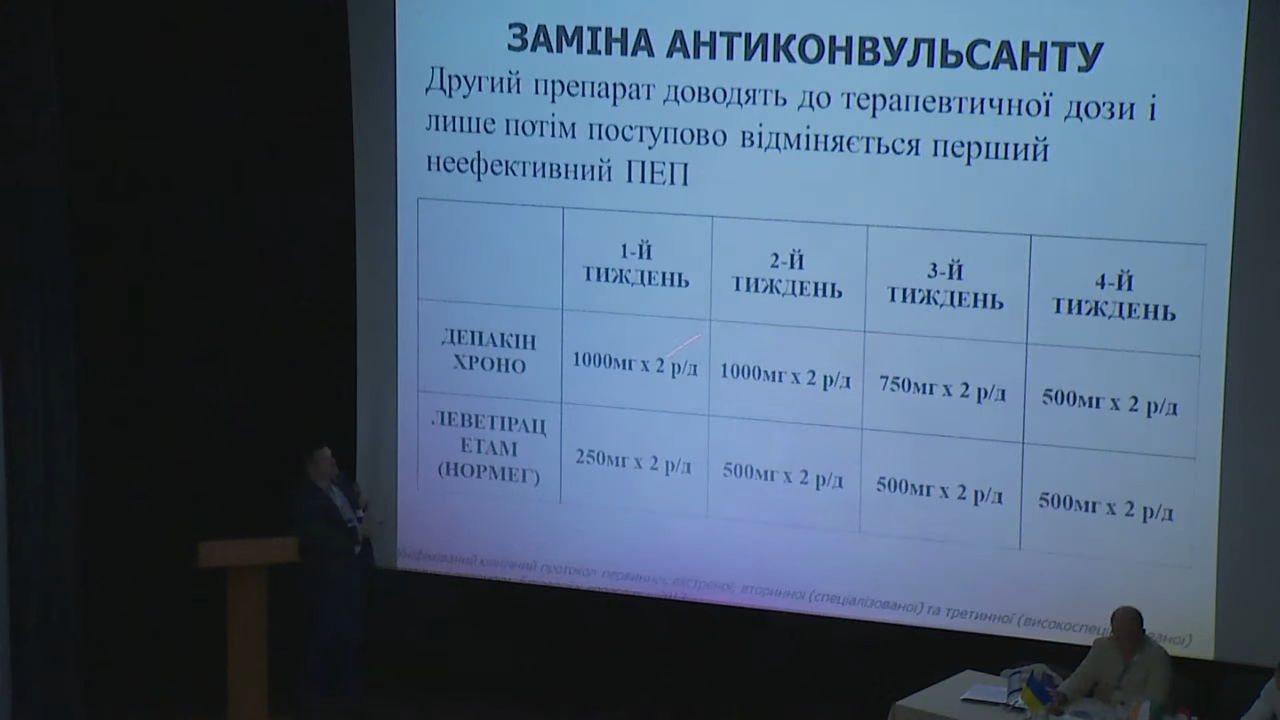 ЗАМІНА АНТИКОНВУЛЬСАНТУ
Другий препарат доводять до терапевтичної дози і
лише потім поступово відміняється перший
неефективний ПЕП
1-Й ТИЖДЕНЬ 2-Й ТИЖДЕНЬ 3-Й ТИЖДЕНЬ 4-Й ТИЖДЕНЬ
ДЕПАКІН ХРОНО 1000мг х 2 р/д 1000мг х 2 р/д 750мг х 2 р/д 500мг х 2 р/д
ЛЕВЕТІРАЦ ЕТАМ (НОРМЕГ) 250мг х 2 р/д 500мг х 2 р/д 500мг х 2 р/д 500мг х 2 р/д
Уніфікований клінічний протокол первинної, екстреної, вторинної (спеціалізованої) та третинної